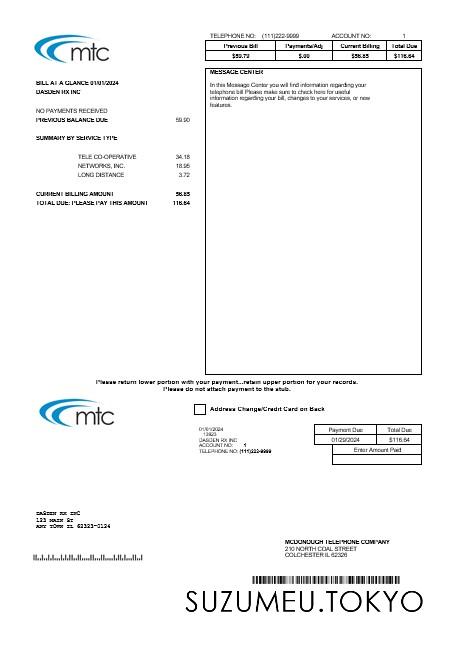 mtc
TELEPHONE NO: (111)222-9999 ACCOUNT NO: 1
Previous Bill Payments/Adj Current Billing Total Due
$59.79 $.00 $56.85 $116.64
BILL AT A GLANCE 01/01/2024
DASDEN RX INC
NO PAYMENTS RECEIVED
PREVIOUS BALANCE DUE 59.90
SUMMARY BY SERVICE TYPE
TELE CO-OPERATIVE 34.18
NETWORKS, INC. 18.95
LONG DISTANCE 3.72
CURRENT BILLING AMOUNT 56.85
TOTAL DUE: PLEASE PAY THIS AMOUNT 116.64
MESSAGE CENTER
In this Message Center you will find information regarding your
telephone bill Please make sure to check here for useful
information regarding your bill, changes to your services, or new
features.
Please return lower portion with your payment...retain upper portion for your records.
Please do not attach payment to the stub.
mtc
Address Change/Credit Card on Back
01/01/2024
13923
DASDEN RX INC
ACCOUNT NO: 1
TELEPHONE NO: (111)222-9999
Payment Due Total Due
01/29/2024 $116.64
Enter Amount Paid
DASDEN RX INC
123 MAIN ST
ANY TOWN IL 62323-0124
MCDONOUGH TELEPHONE COMPANY
210 NORTH COAL STREET
COLCHESTER IL 62326
SUZUMEU.TOKYO